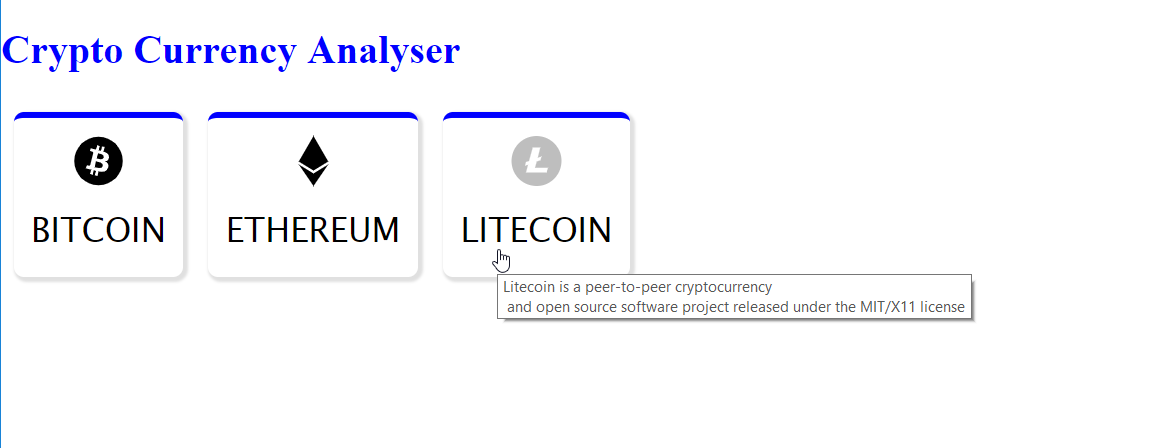 Crypto Currency Analyser
BITCOIN
ETHEREUM
LITECOIN
Litecoin is a peer-to-peer cryptocurrency
and open source software project released under the MIT/X11 license